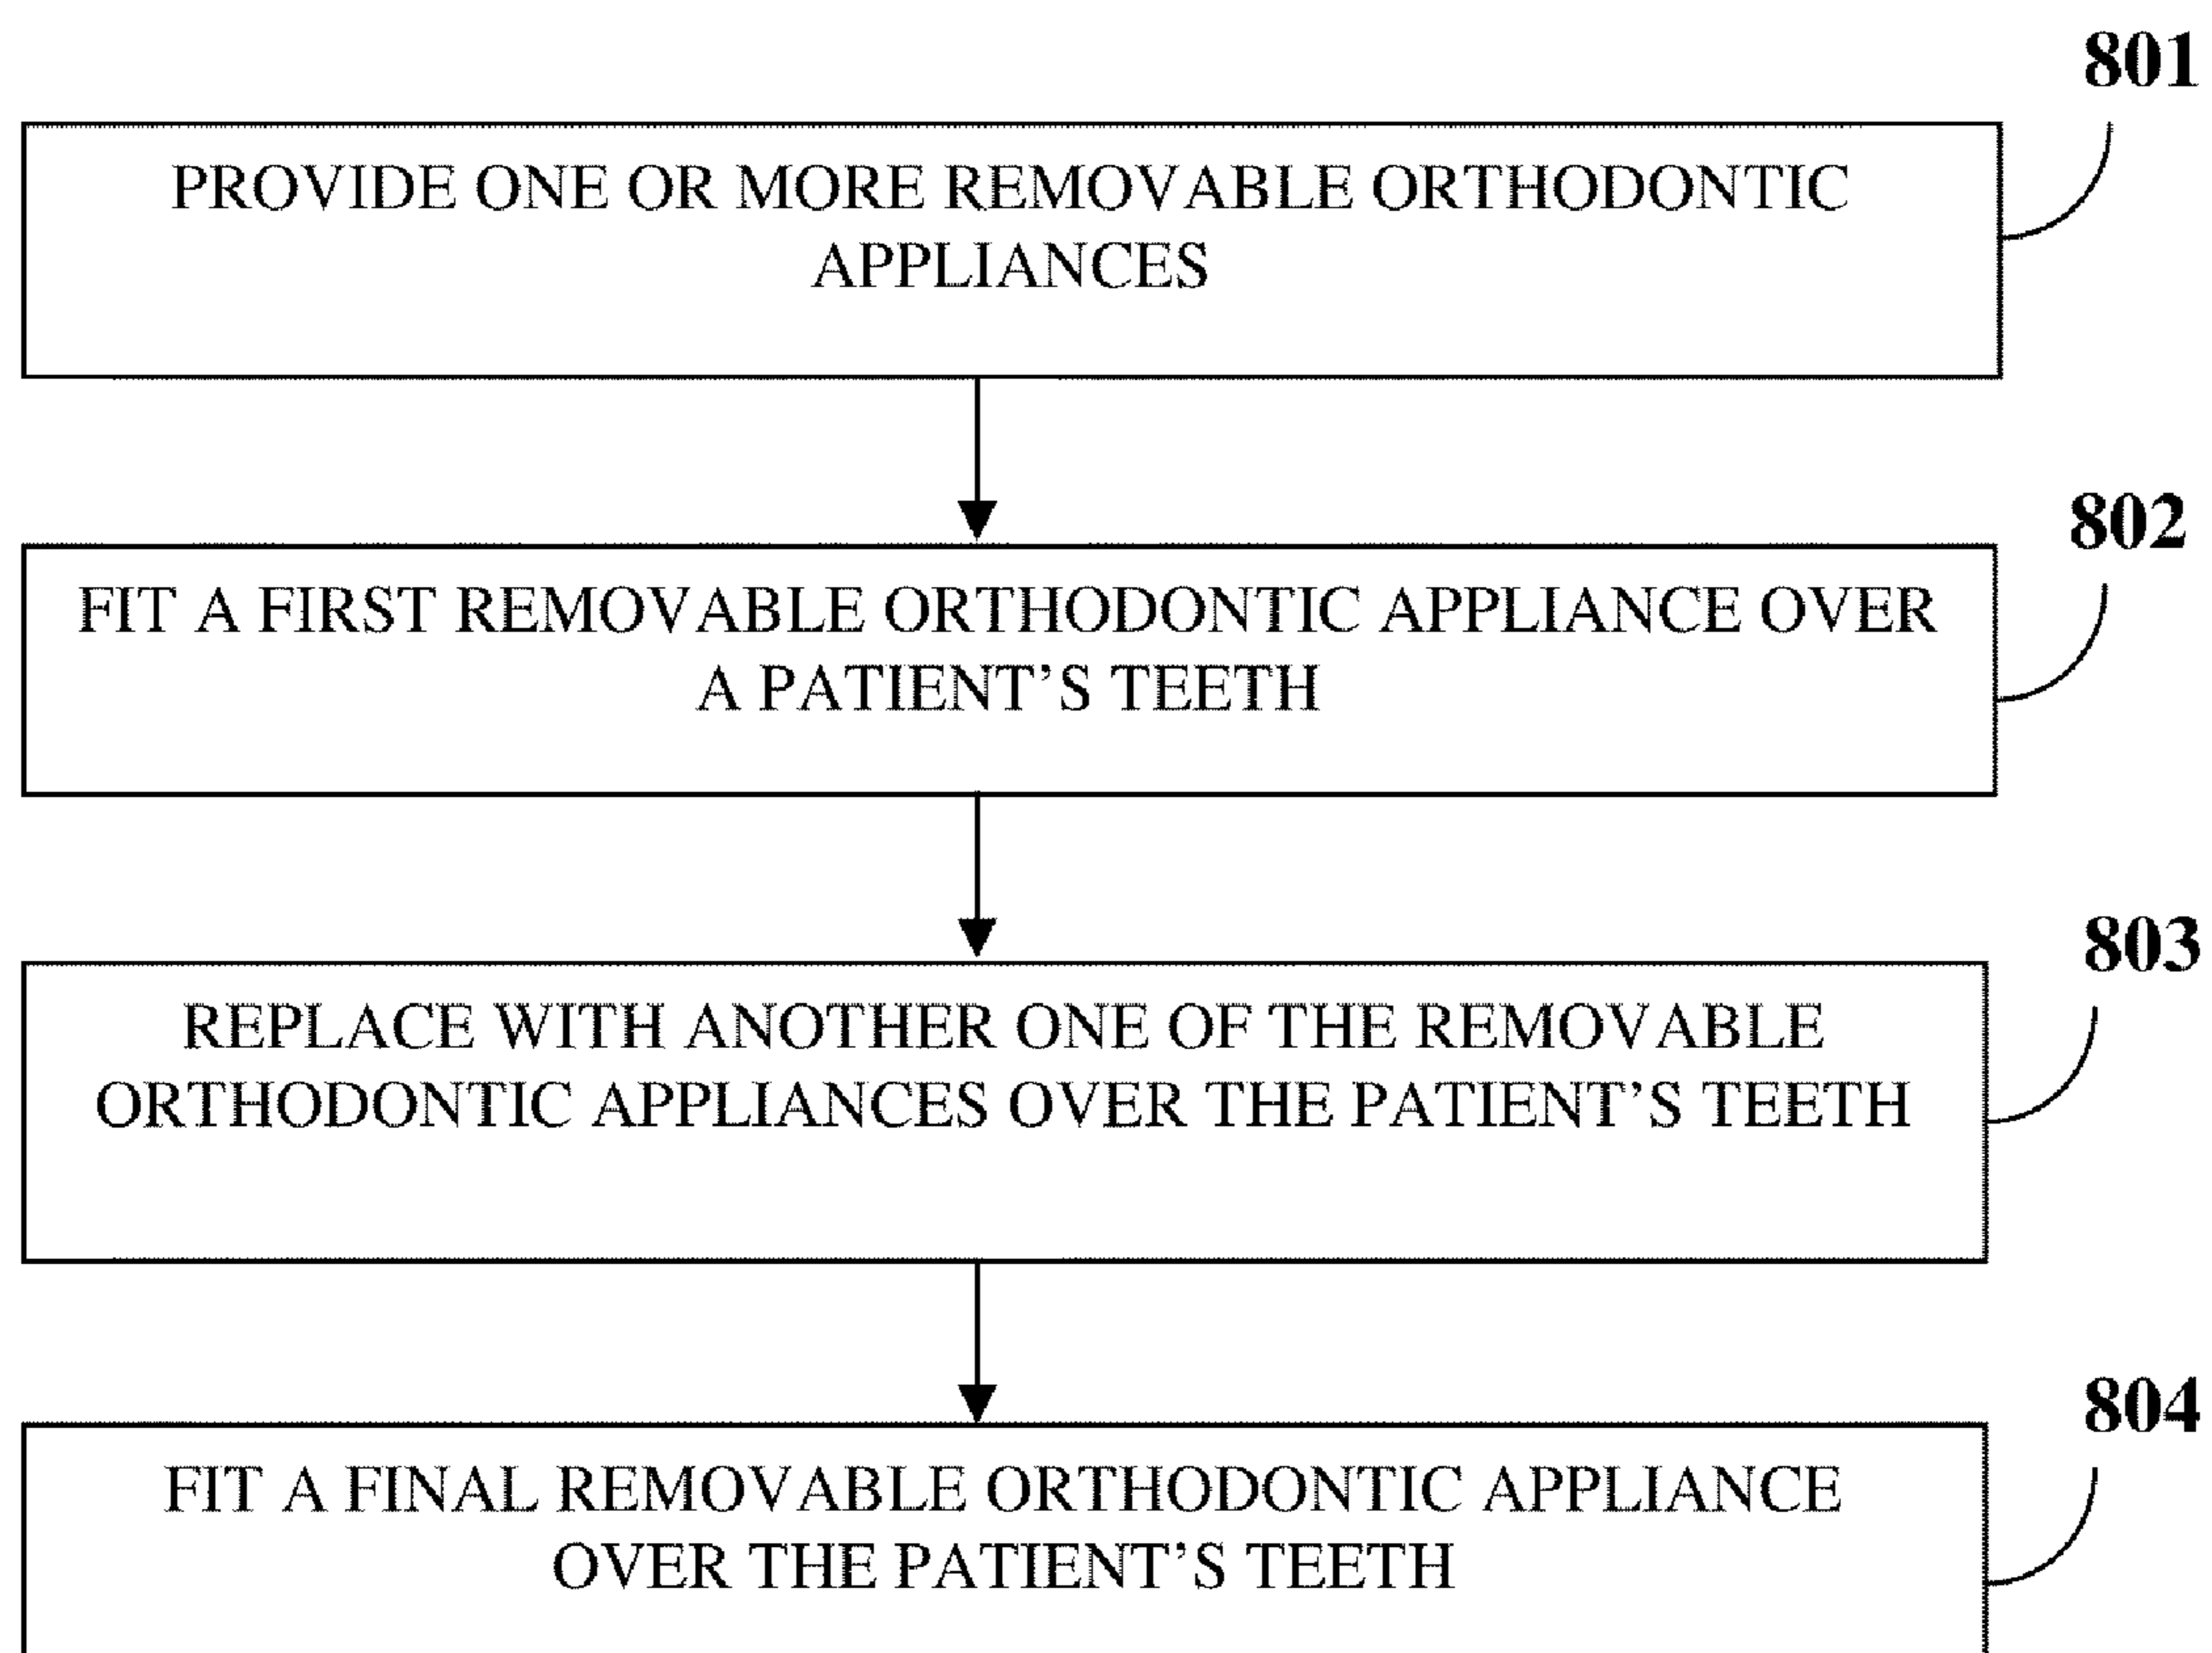 801
PROVIDE ONE OR MORE REMOVABLE ORTHODONTIC
APPLIANCES
802
FIT A FIRST REMOVABLE ORTHODONTIC APPLIANCE OVER
A PATIENT’S TEETH
803
REPLACE WITH ANOTHER ONE OF THE REMOVABLE
ORTHODONTIC APPLIANCES OVER THE PATIENT’S TEETH
804
FIT A FINAL REMOVABLE ORTHODONTIC APPLIANCE
OVER THE PATIENT’S TEETH